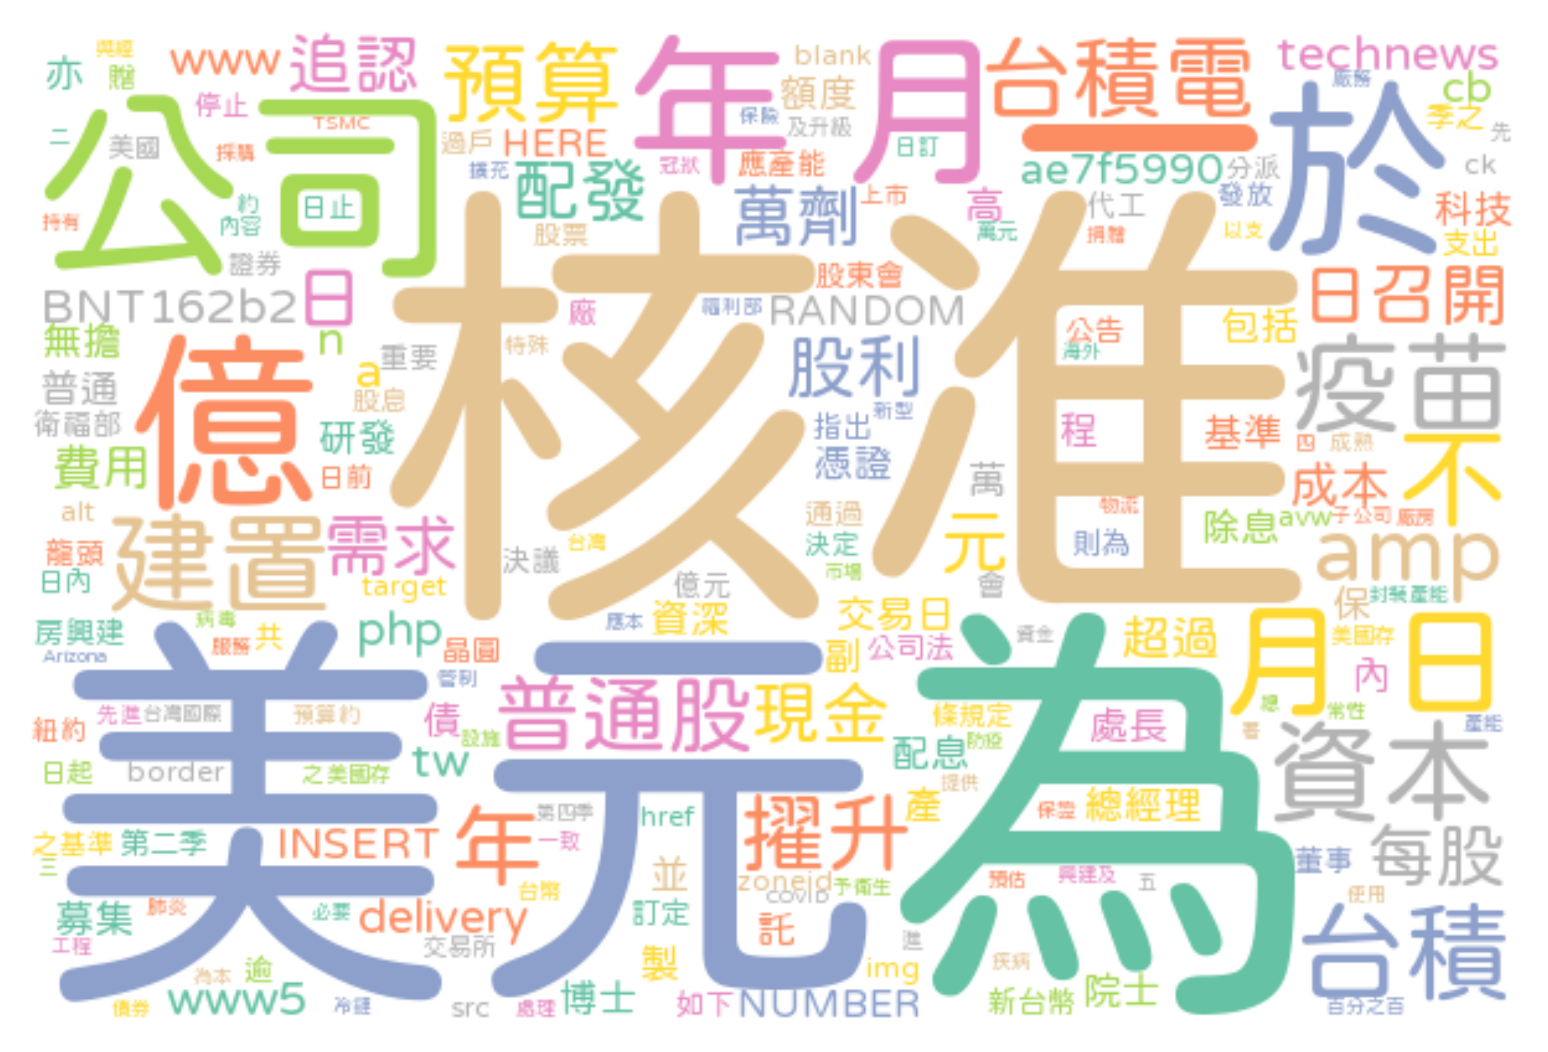 與經
亦
贈
www
追認
預算
年月
blank
額度
台積電
technews
廠務
cb
停止
TSMC
保險
及升級
季之
先
二
美國
採購
過戶
HERE
日訂
公司
擴充
冠狀
應產能
一
於
ck
日止
約
內容
持有
配發
萬劑
上市
ae7f5990
分派
高
代工
發放
科技
股票
萬元
捐贈
以支
支出
證券
核准
股東會
日召開
BNT162b2
日
廠
福利部
RANDOM
公告
包括
無擔
n
億
重要
特殊
股利
海外
疫苗
a
普通
股息
新型
衛福部
研發
指出
程
基準
四
成熟
不
費用
日前
憑證
萬
成本
alt
建置
需求
通過
物流
除息
avw
子公司
廠房
龍頭
決議
台灣
決定
元
則為
amp
日內
target
億元
市場
會
保
封裝產能
病毒
應本
資深
交易日
房興建
服務
共
php
晶圓
公司法
資金
超過
月日
美國存
Arizona
美元
管制
副
為
內
先進
台灣國際
預算約
債
普通股
現金
條規定
處長
總
常性
產能
紐約
設施
配息
防疫
署
資本
日起
border
之美國存
tw
提供
第四季
href
擢升
產
保證
總經理
之基準
第二季
INSERT
年
一致
董事
每股
三
並
zoneid
予衛生
預估
興建及
五
台幣
covid
使用
募集
肺炎
必要
delivery
訂定
託
台積
工程
交易所
進
為本
逾
製
img
疾病
債券
www5
冷鏈
src
處理
博士
如下
NUMBER
新台幣
院士
百分之百